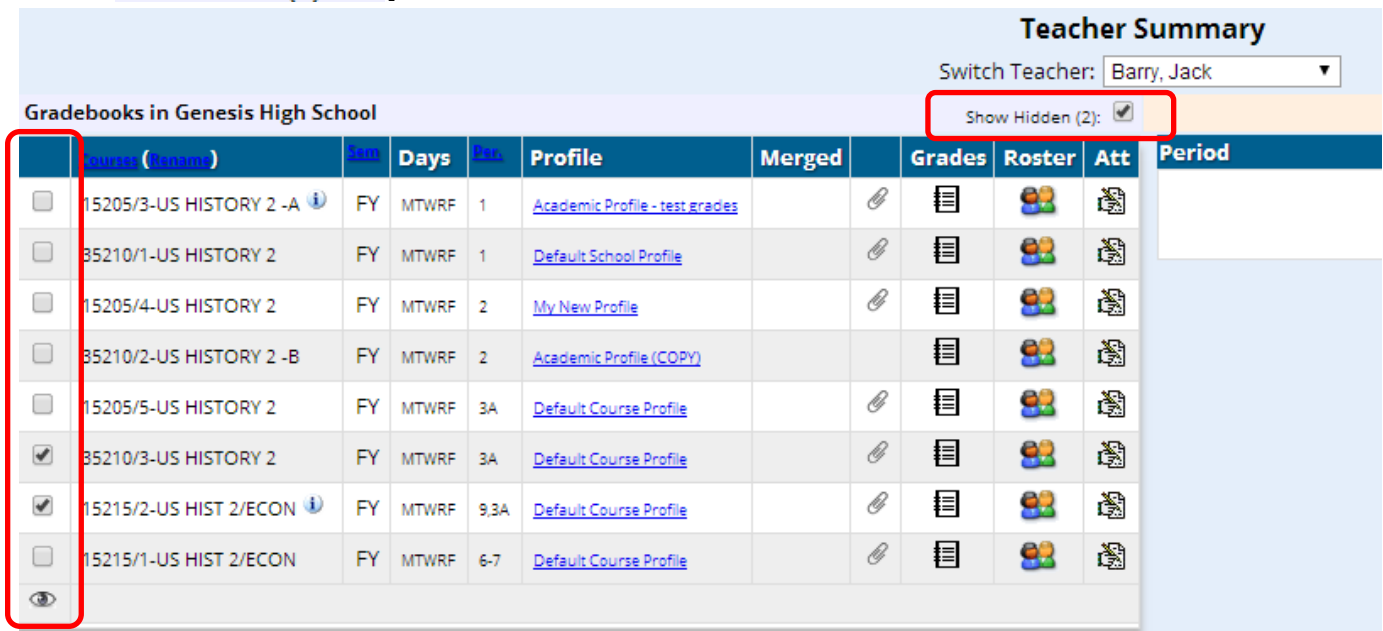 Teacher Summary
Switch Teacher: Barry, Jack
Gradebooks in Genesis High School Show Hidden (2):
Courses (Rename) Sem Days Per. Profile Merged Grades Roster Att Period
15205/3-US HISTORY 2 -A FY MTWRF 1 Academic Profile - test grades
35210/1-US HISTORY 2 FY MTWRF 1 Default School Profile
15205/4-US HISTORY 2 FY MTWRF 2 My New Profile
35210/2-US HISTORY 2 -B FY MTWRF 2 Academic Profile (COPY)
15205/5-US HISTORY 2 FY MTWRF 3A Default Course Profile
35210/3-US HISTORY 2 FY MTWRF 3A Default Course Profile
15215/2-US HIST 2/ECON FY MTWRF 9,3A Default Course Profile
15215/1-US HIST 2/ECON FY MTWRF 6-7 Default Course Profile